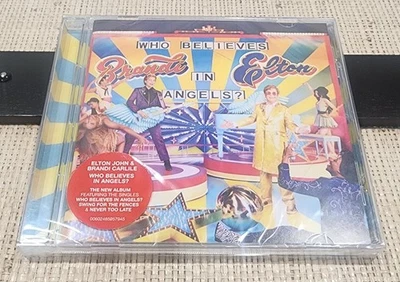 WHO BELIEVES
Brandi IN Elton
ANGELS?
ELTON JOHN &
BRANDI CARLILE
WHO BELIEVES
IN ANGELS?
THE NEW ALBUM
FEATURING THE SINGLES
WHO BELIEVES IN ANGELS?
SWING FOR THE FENCES
& NEVER TOO LATE